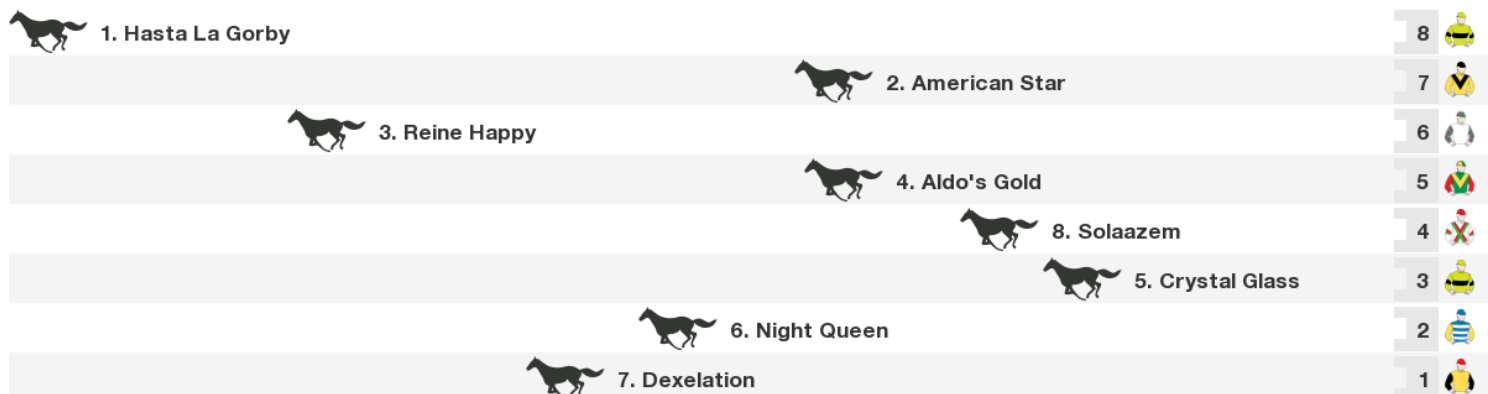 1. Hasta La Gorby 8
2. American Star 7
3. Reine Happy 6
4. Aldo's Gold 5
8. Solaazem 4
5. Crystal Glass 3
6. Night Queen 2
7. Dexelation 1